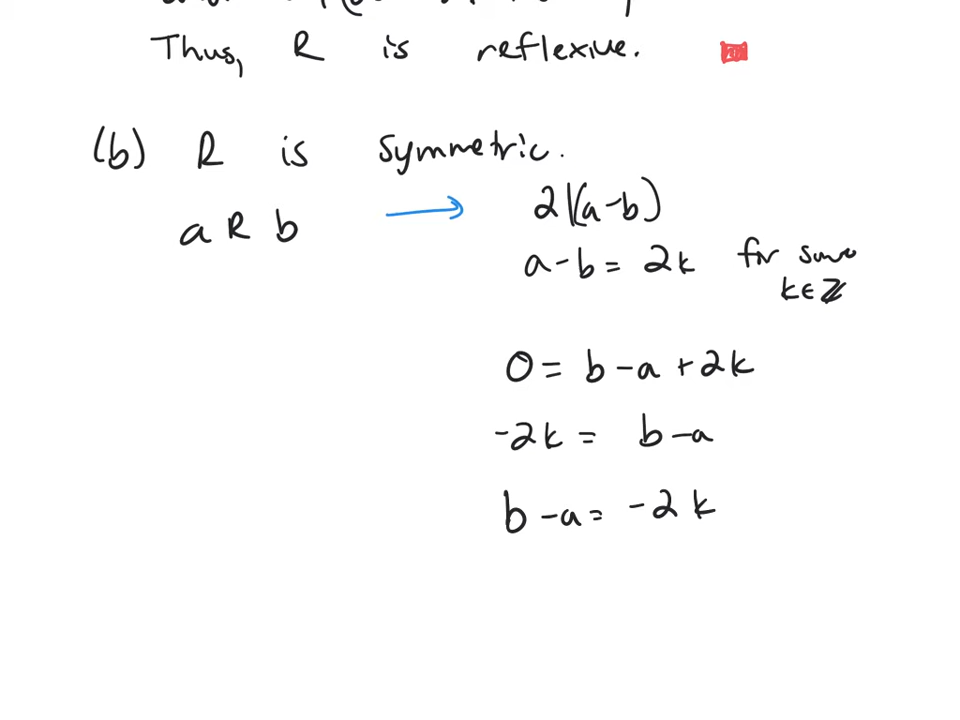 Thus, R is reflexive.
(b) R is symmetric.
a R b → 2|(a-b)
a-b = 2k for some
k∈ℤ
0 = b-a+2k
-2k = b-a
b-a = -2k